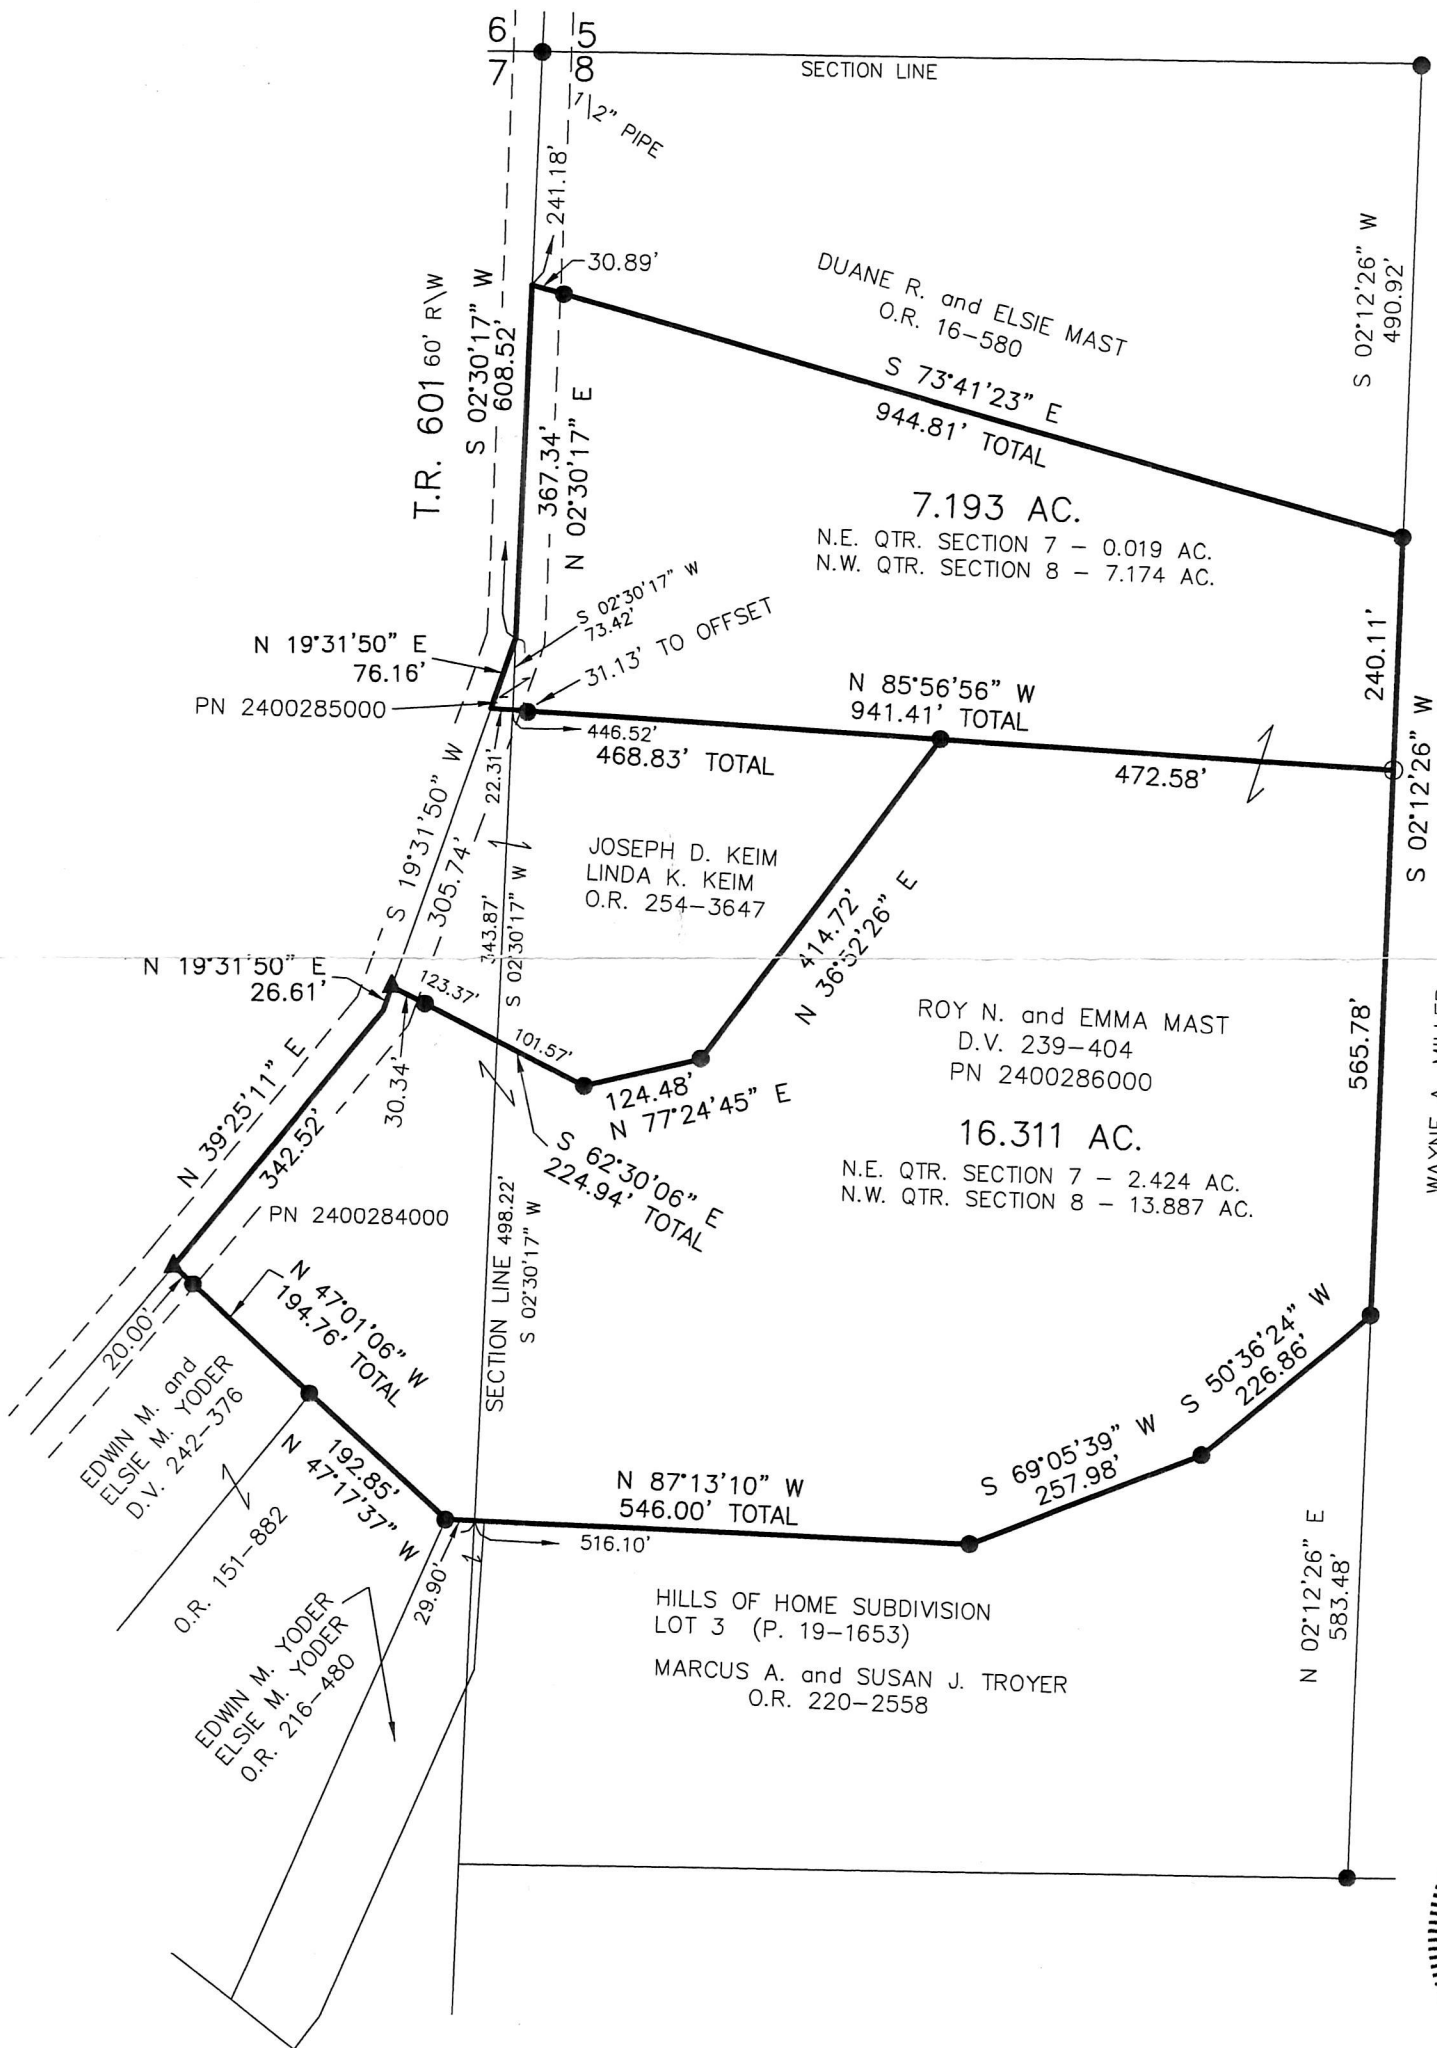 6 5
7 8
SECTION LINE
1/2" PIPE
241.18'
30.89'
T.R. 601 60' R\W
S 02°30'17" W
608.52'
367.34'
N 02°30'17" E
DUANE R. and ELSIE MAST
O.R. 16-580
S 02°12'26" W
490.92'
S 73°41'23" E
944.81' TOTAL
7.193 AC.
N.E. QTR. SECTION 7 - 0.019 AC.
N.W. QTR. SECTION 8 - 7.174 AC.
S 02°30'17" W
73.42'
31.13' TO OFFSET
N 19°31'50" E
76.16'
PN 2400285000
N 85°56'56" W
941.41' TOTAL
240.11'
S 02°12'26" W
446.52'
468.83' TOTAL
472.58'
22.31'
S 19°31'50" W
305.74'
343.87'
S 02°30'17" W
JOSEPH D. KEIM
LINDA K. KEIM
O.R. 254-3647
414.72'
N 36°52'26" E
N 19°31'50" E
26.61'
123.37'
101.57'
30.34'
124.48'
N 77°24'45" E
S 62°30'06" E
224.94' TOTAL
ROY N. and EMMA MAST
D.V. 239-404
PN 2400286000
16.311 AC.
N.E. QTR. SECTION 7 - 2.424 AC.
N.W. QTR. SECTION 8 - 13.887 AC.
565.78'
WAYNE A.
N 39°25'11" E
342.52'
PN 2400284000
SECTION LINE 498.22'
S 02°30'17" W
N 47°01'06" W
194.76' TOTAL
20.00'
EDWIN M. and
ELSIE M. YODER
D.V. 242-376
192.85'
N 47°17'37" W
O.R. 151-882
S 50°36'24" W
226.86'
S 69°05'39" W
257.98'
N 87°13'10" W
546.00' TOTAL
516.10'
29.90'
EDWIN M. YODER
ELSIE M. YODER
O.R. 216-480
HILLS OF HOME SUBDIVISION
LOT 3 (P. 19-1653)
MARCUS A. and SUSAN J. TROYER
O.R. 220-2558
N 02°12'26" E
583.48'